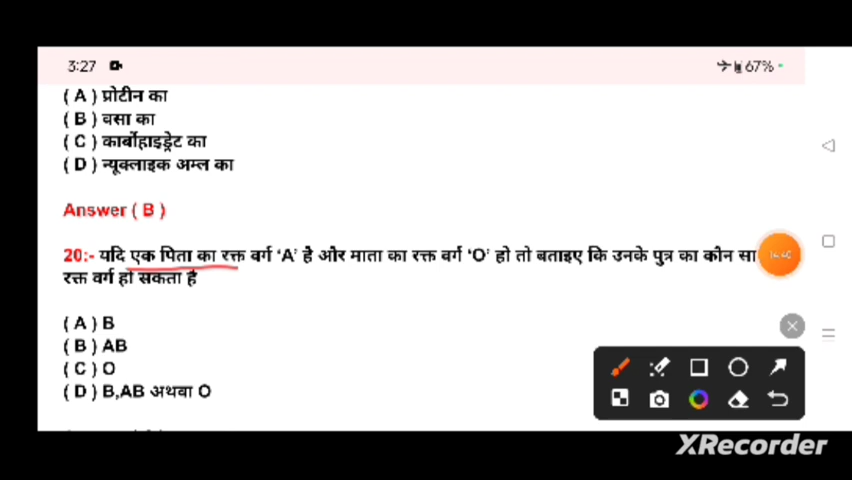 3:27
67%
( A ) प्रोटीन का
( B ) वसा का
( C ) कार्बोहाइड्रेट का
( D ) न्यूक्लाइक अम्ल का
Answer ( B )
20:- यदि एक पिता का रक्त वर्ग ‘A’ है और माता का रक्त वर्ग ‘O’ हो तो बताइए कि उनके पुत्र का कौन सा
रक्त वर्ग हो सकता है
( A ) B
( B ) AB
( C ) O
( D ) B,AB अथवा O
XRecorder